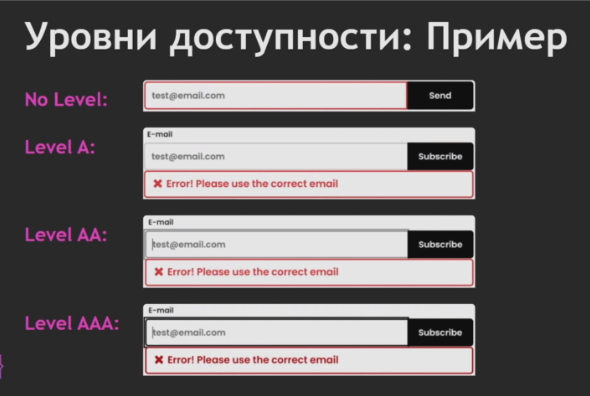 Уровни доступности: Пример
No Level:
test@email.com
Send
Level A:
E-mail
test@email.com
Subscribe
✖ Error! Please use the correct email
Level AA:
E-mail
test@email.com
Subscribe
✖ Error! Please use the correct email
Level AAA:
E-mail
test@email.com
Subscribe
✖ Error! Please use the correct email
}